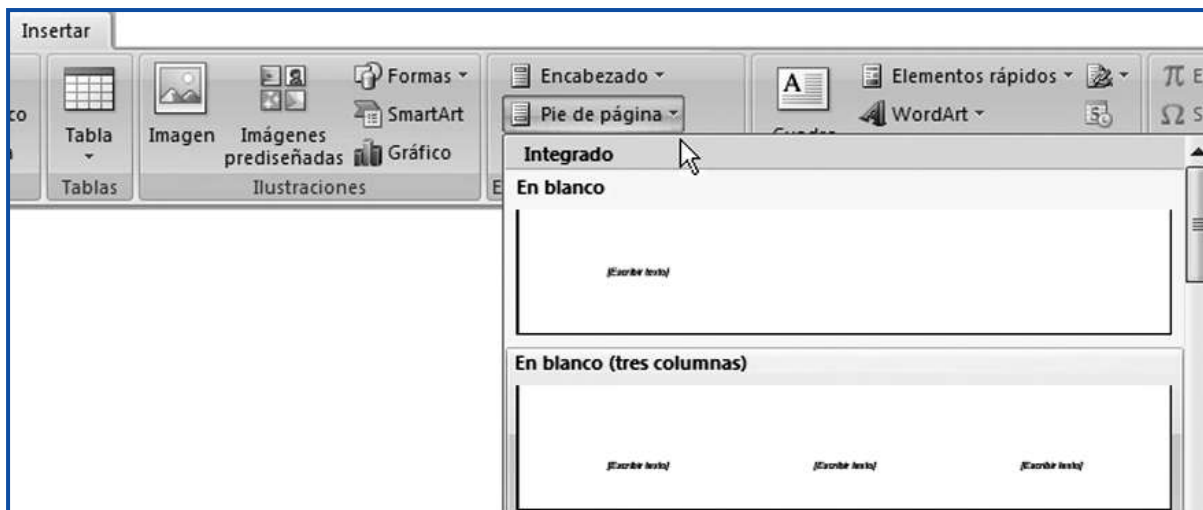 Insertar
Tabla
Tablas
Imagen
Imágenes
prediseñadas
Formas
SmartArt
Gráfico
Ilustraciones
Encabezado
Pie de página
A
Elementos rápidos
WordArt
π
Ω
Integrado
En blanco
[Escribir texto]
En blanco (tres columnas)
[Escribir texto] [Escribir texto] [Escribir texto]